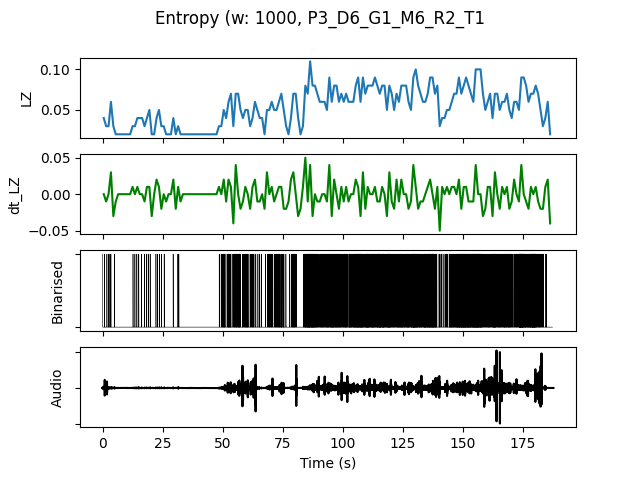 Entropy (w: 1000, P3_D6_G1_M6_R2_T1
LZ
0.10
0.05
dt_LZ
0.05
0.00
−0.05
Binarised
Audio
0 25 50 75 100 125 150 175
Time (s)